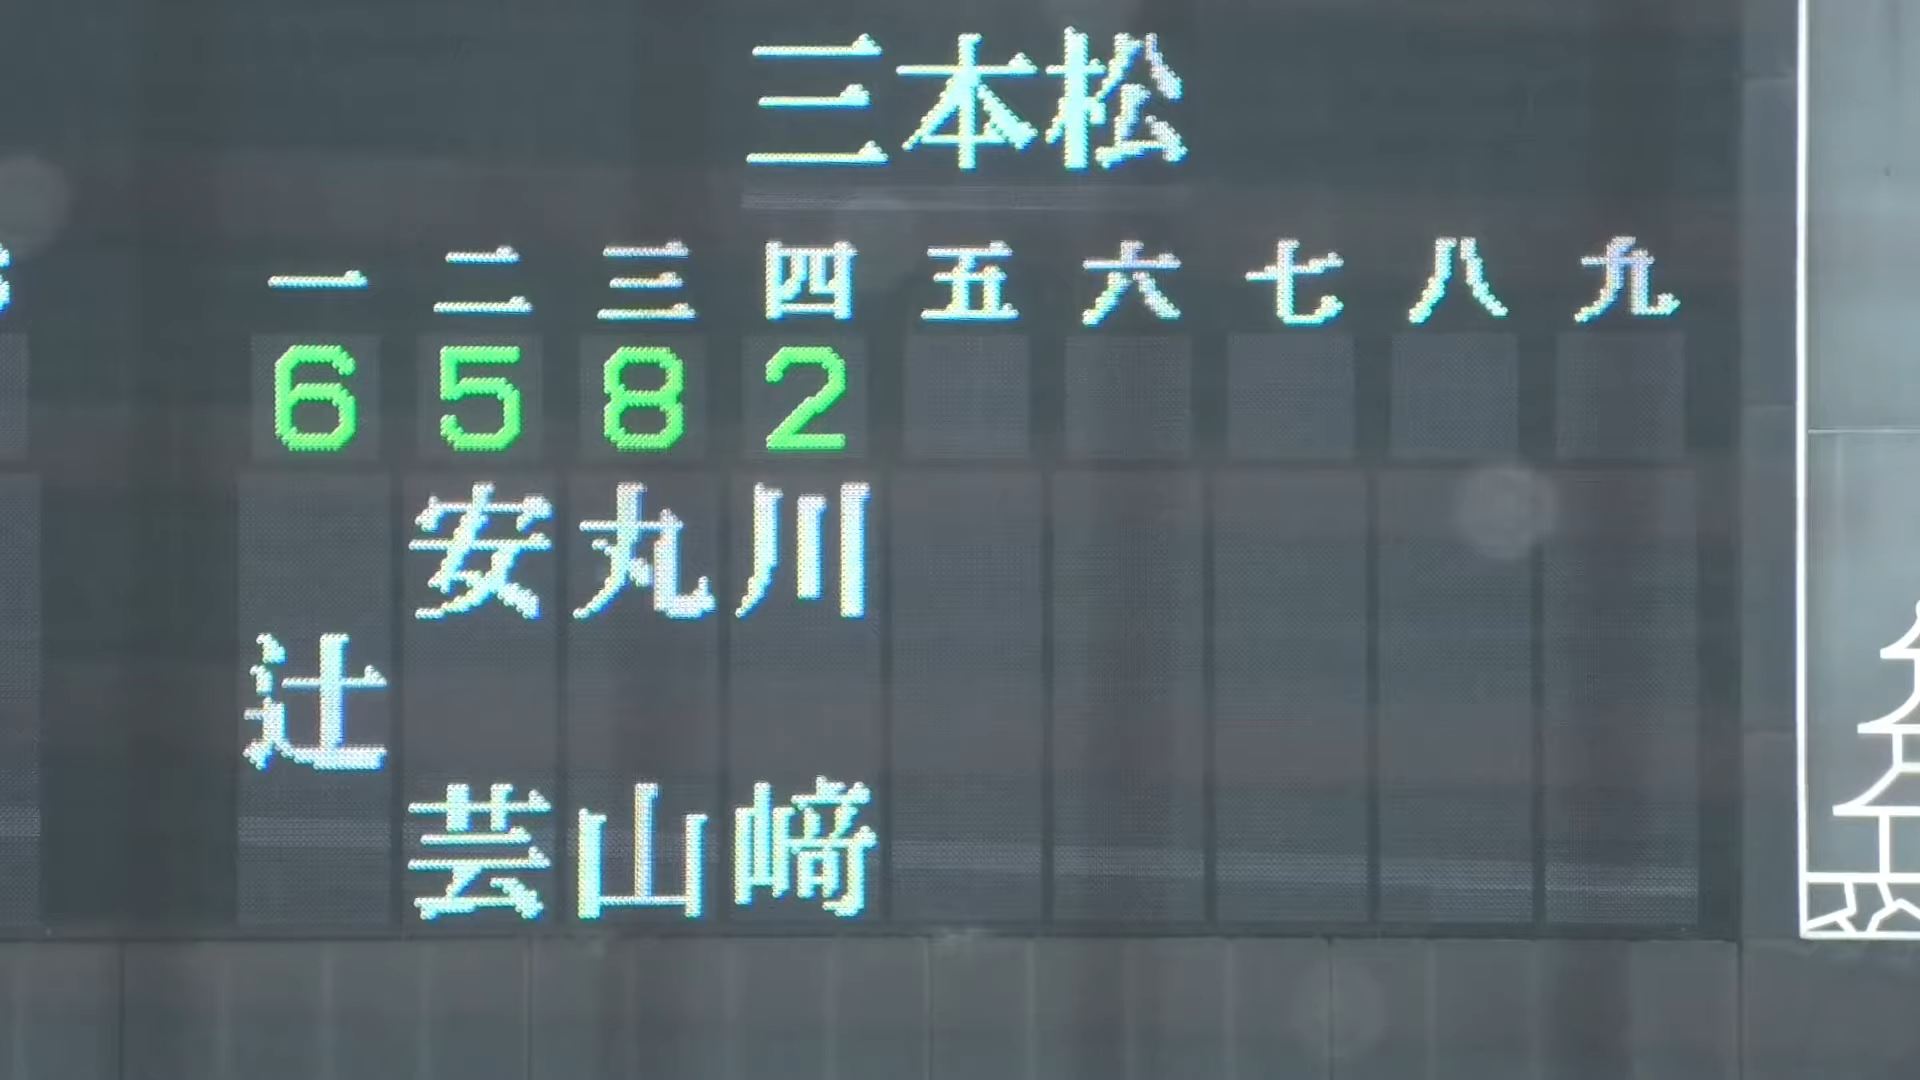 三本松
一 二 三 四 五 六 七 八 九
6 5 8 2
辻 安芸 丸山 川﨑